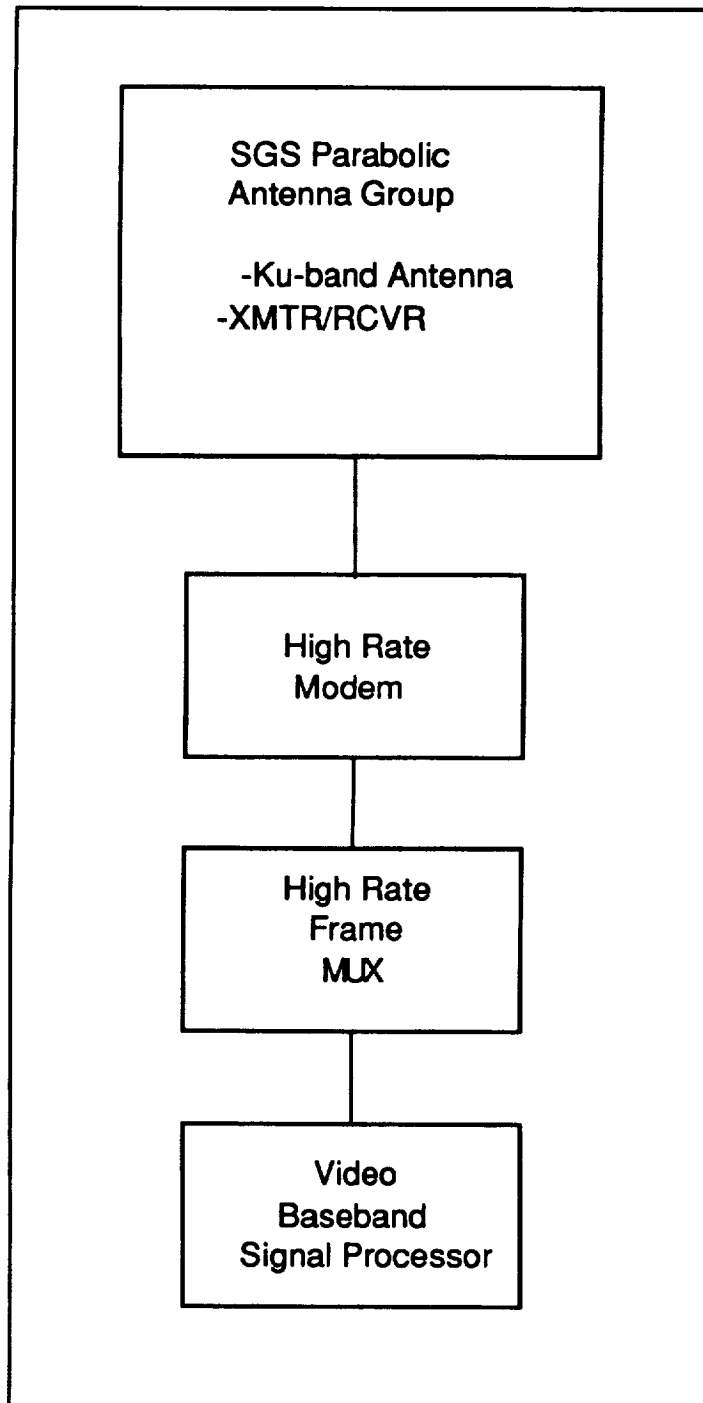 SGS Parabolic
Antenna Group
-Ku-band Antenna
-XMTR/RCVR
High Rate
Modem
High Rate
Frame
MUX
Video
Baseband
Signal Processor